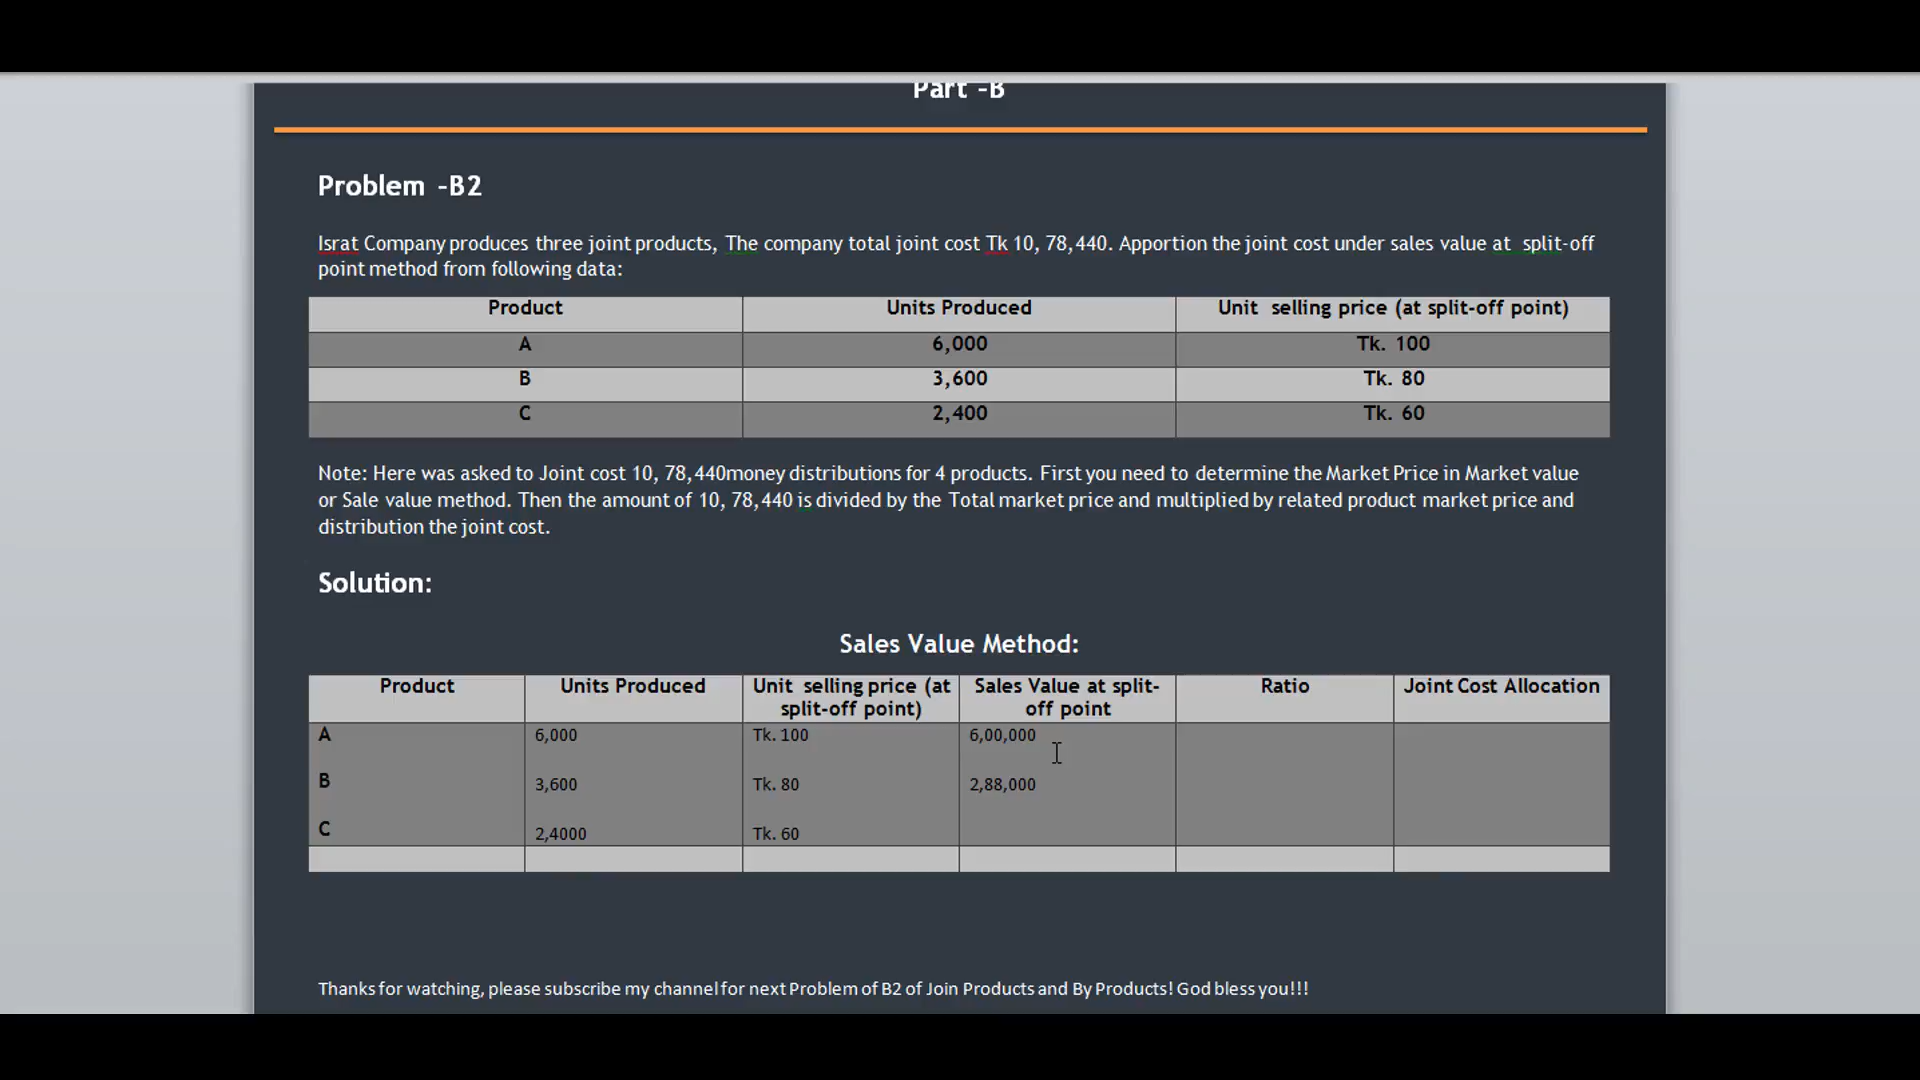 Part -B
Problem -B2
Israt Company produces three joint products, The company total joint cost Tk 10, 78,440. Apportion the joint cost under sales value at split-off
point method from following data:
Product Units Produced Unit selling price (at split-off point)
A 6,000 Tk. 100
B 3,600 Tk. 80
C 2,400 Tk. 60
Note: Here was asked to Joint cost 10, 78,440money distributions for 4 products. First you need to determine the Market Price in Market value
or Sale value method. Then the amount of 10, 78,440 is divided by the Total market price and multiplied by related product market price and
distribution the joint cost.
Solution:
Sales Value Method:
Product Units Produced Unit selling price (at Sales Value at split- Ratio Joint Cost Allocation
split-off point) off point
A 6,000 Tk. 100 6,00,000
B 3,600 Tk. 80 2,88,000
C 2,4000 Tk. 60
Thanks for watching, please subscribe my channel for next Problem of B2 of Join Products and By Products! God bless you!!!